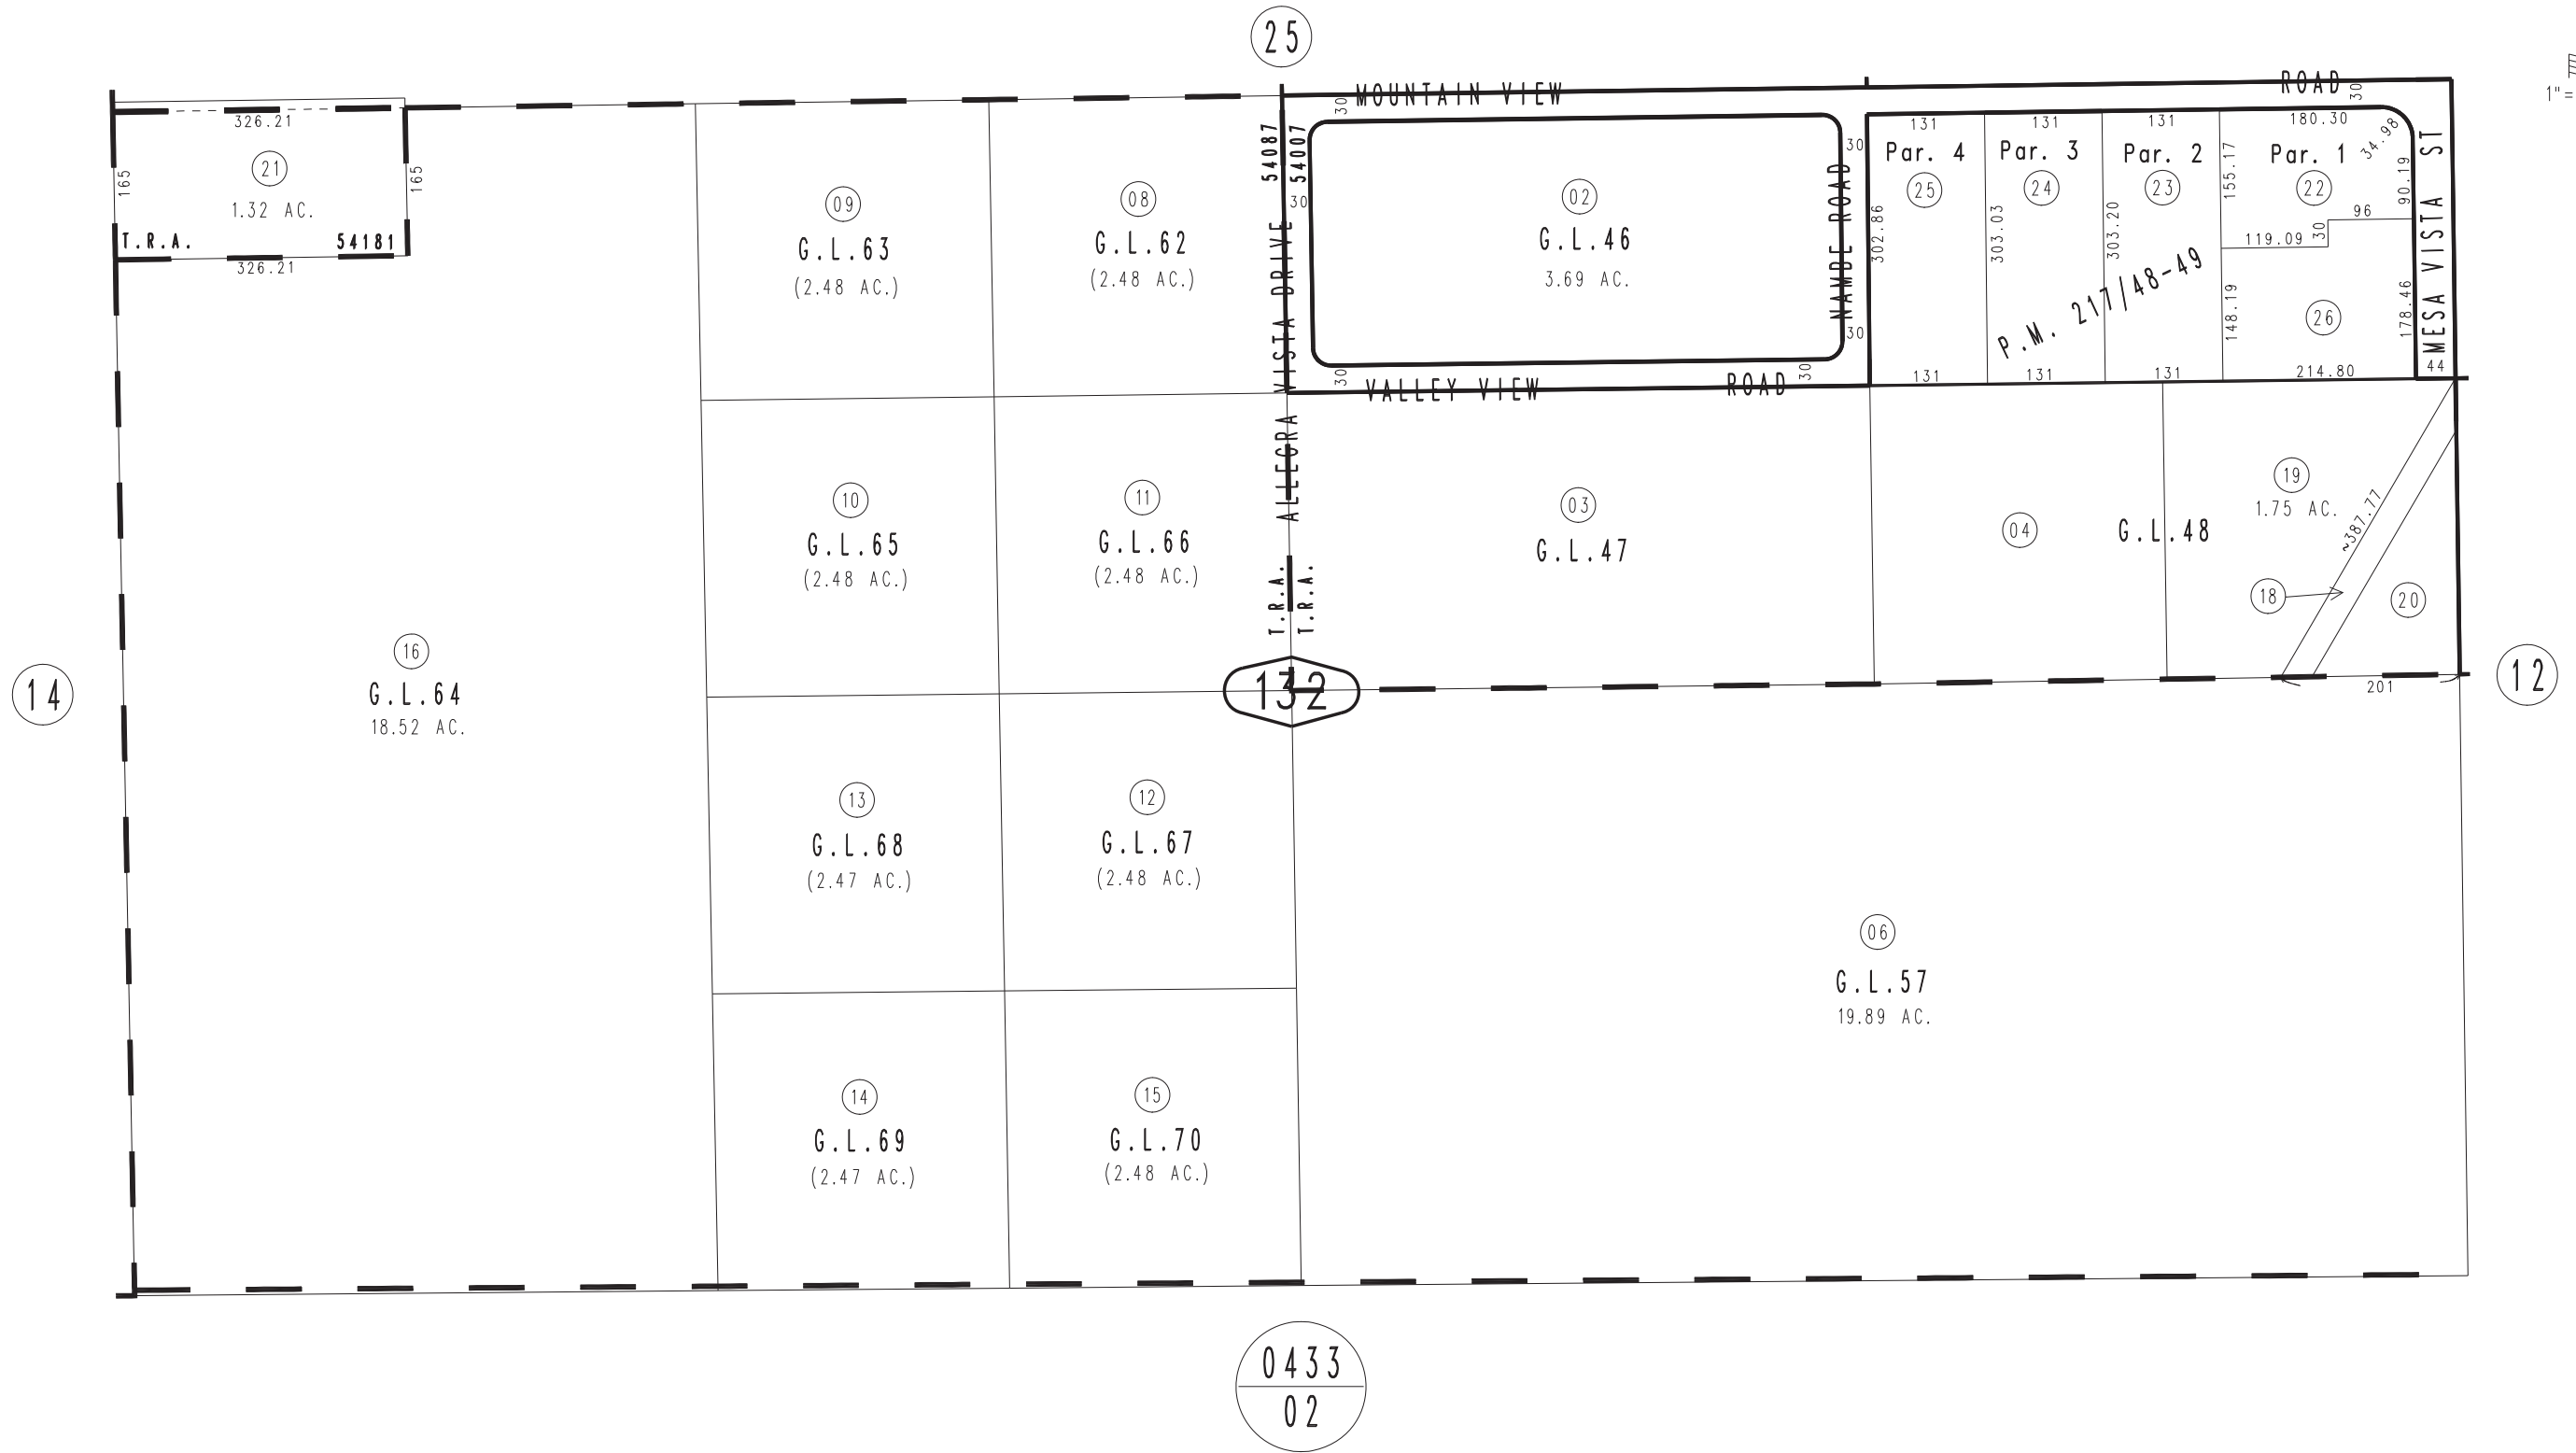 25
1"=
MOUNTAIN VIEW ROAD
30
30
326.21
165
165
21
1.32 AC.
T.R.A. 54181
326.21
09
G.L.63
(2.48 AC.)
08
G.L.62
(2.48 AC.)
54087
54007
30
ALLEGRA VISTA DRIVE
02
G.L.46
3.69 AC.
30
NAMBE ROAD
30
302.86
131
Par. 4
25
131
Par. 3
24
303.03
131
Par. 2
23
303.20
155.17
180.30
34.98
Par. 1
22
90.19
96
30
119.09
P.M. 217/48-49
148.19
26
178.46
MESA VISTA ST
131
131
131
214.80
44
30
30
VALLEY VIEW ROAD
10
G.L.65
(2.48 AC.)
11
G.L.66
(2.48 AC.)
T.R.A.
T.R.A.
03
G.L.47
04
G.L.48
19
1.75 AC.
~387.77
18
20
201
14
16
G.L.64
18.52 AC.
132
12
13
G.L.68
(2.47 AC.)
12
G.L.67
(2.48 AC.)
06
G.L.57
19.89 AC.
14
G.L.69
(2.47 AC.)
15
G.L.70
(2.48 AC.)
0433
02